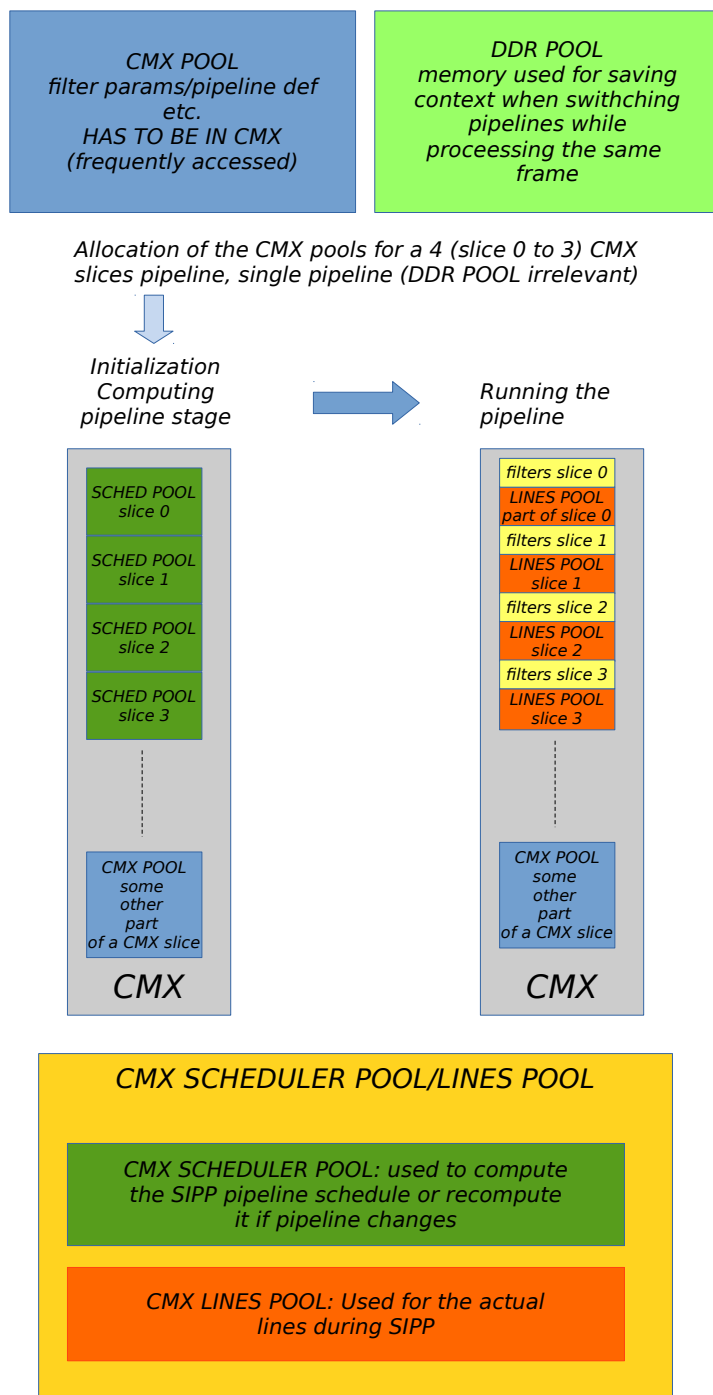 CMX POOL
filter params/pipeline def
etc.
HAS TO BE IN CMX
(frequently accessed)
DDR POOL
memory used for saving
context when swithching
pipelines while
proceessing the same
frame
Allocation of the CMX pools for a 4 (slice 0 to 3) CMX
slices pipeline, single pipeline (DDR POOL irrelevant)
Initialization
Computing
pipeline stage
Running the
pipeline
SCHED POOL
slice 0
SCHED POOL
slice 1
SCHED POOL
slice 2
SCHED POOL
slice 3
CMX POOL
some
other
part
of a CMX slice
CMX
filters slice 0
LINES POOL
part of slice 0
filters slice 1
LINES POOL
slice 1
filters slice 2
LINES POOL
slice 2
filters slice 3
LINES POOL
slice 3
CMX POOL
some
other
part
of a CMX slice
CMX
CMX SCHEDULER POOL/LINES POOL
CMX SCHEDULER POOL: used to compute
the SIPP pipeline schedule or recompute
it if pipeline changes
CMX LINES POOL: Used for the actual
lines during SIPP